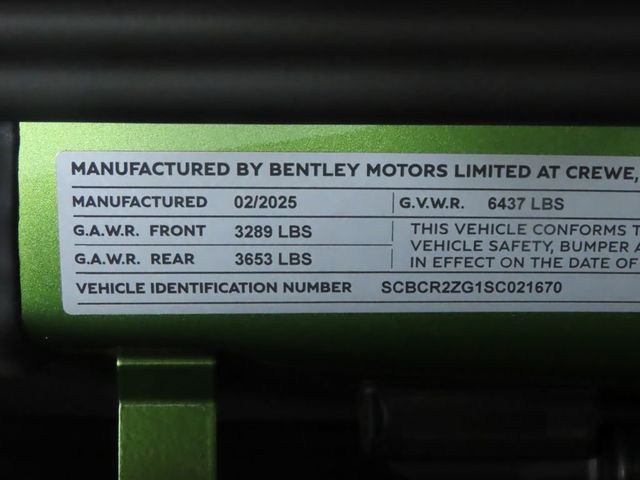 MANUFACTURED BY BENTLEY MOTORS LIMITED AT CREWE,
MANUFACTURED 02/2025 G.V.W.R. 6437 LBS
G.A.W.R. FRONT 3289 LBS THIS VEHICLE CONFORMS
VEHICLE SAFETY, BUMPER
G.A.W.R. REAR 3653 LBS IN EFFECT ON THE DATE OF
VEHICLE IDENTIFICATION NUMBER SCBCR2ZG1SC021670